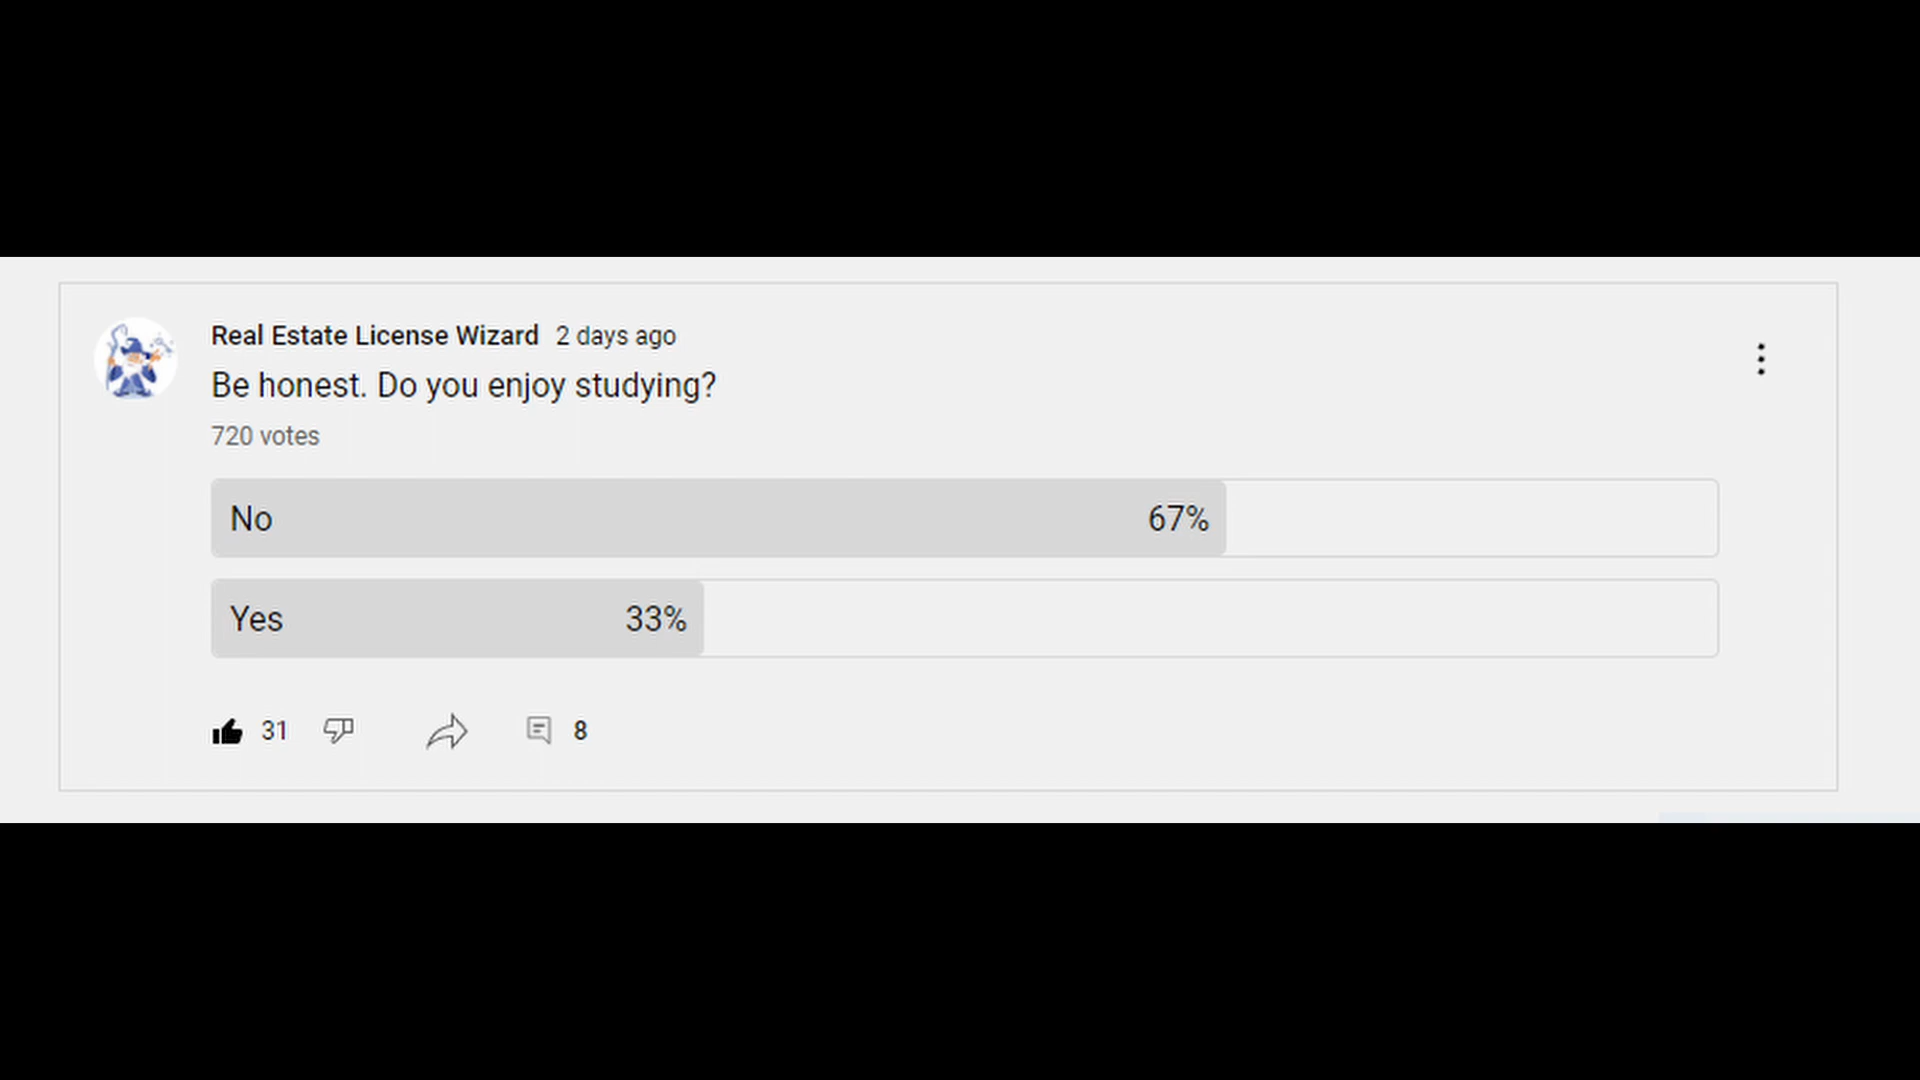 Real Estate License Wizard 2 days ago
Be honest. Do you enjoy studying?
720 votes
No 67%
Yes 33%
31 8